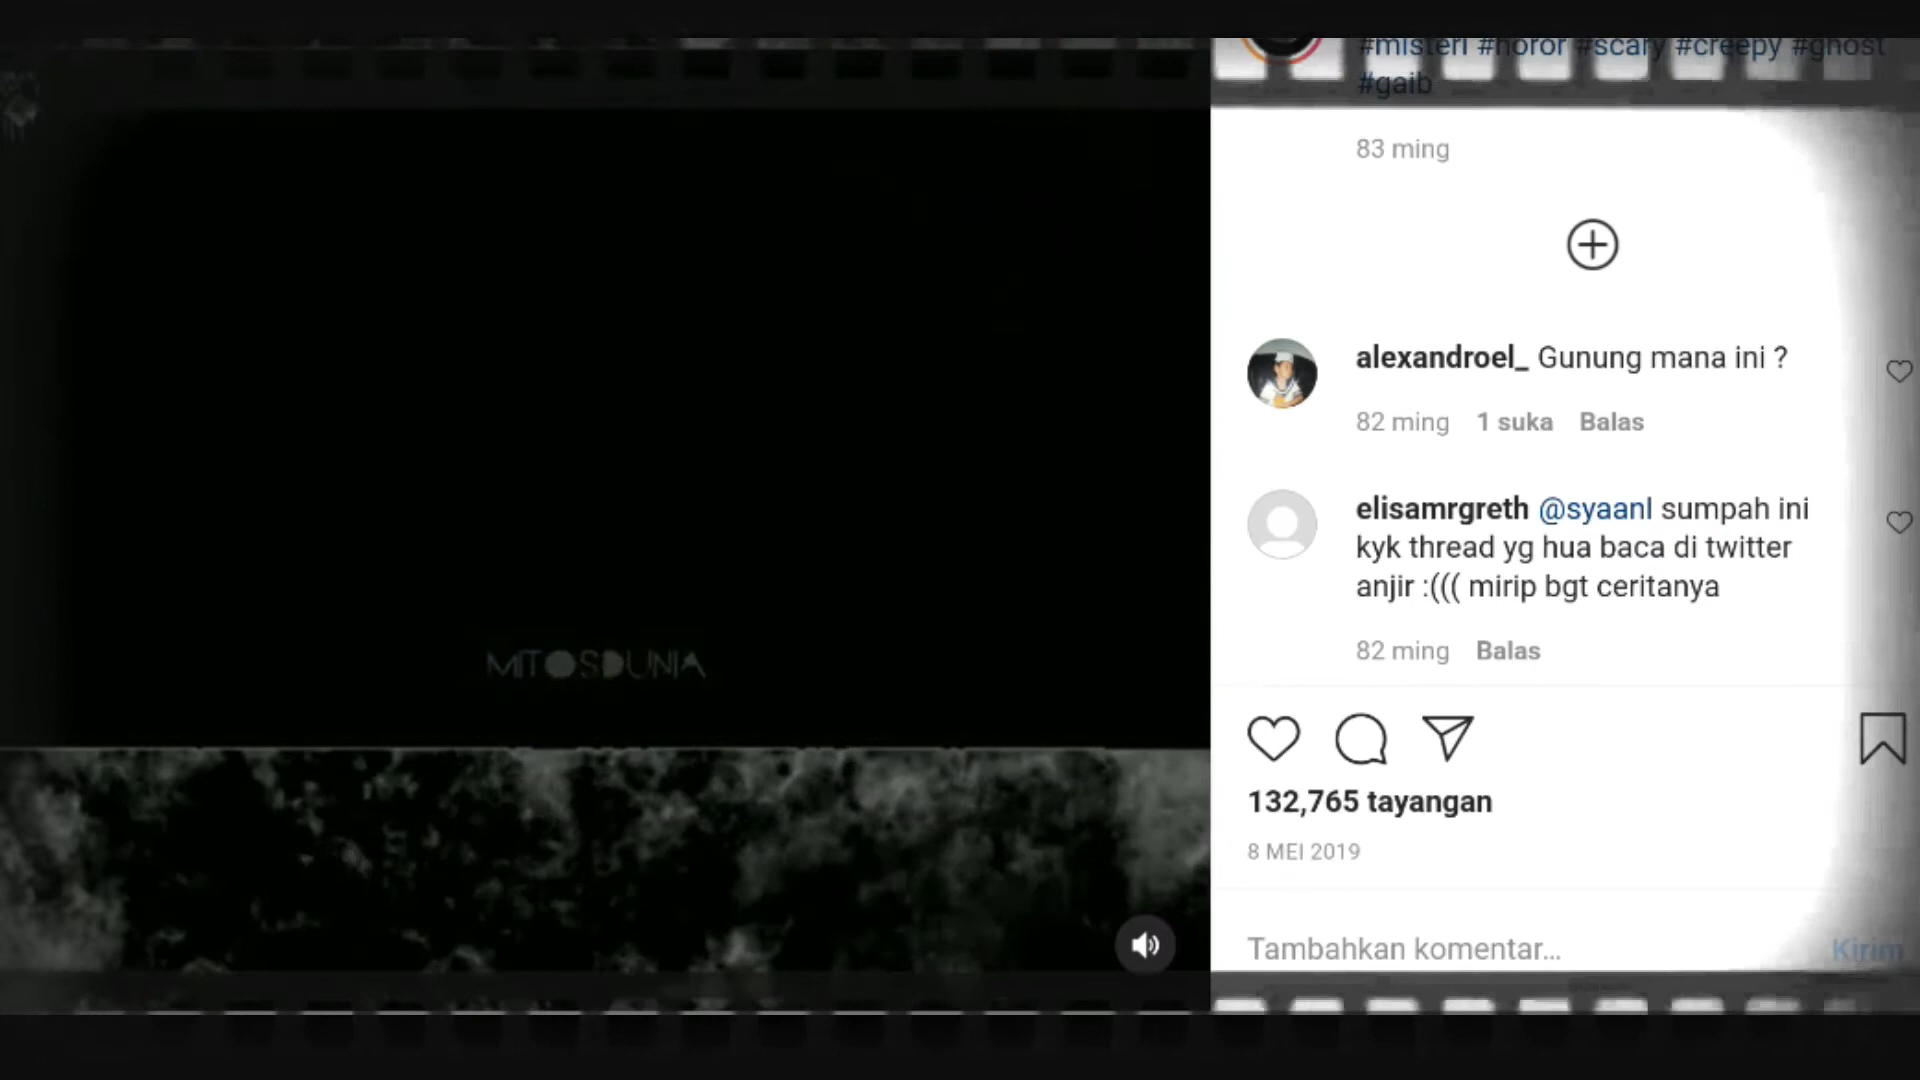 #misteri #horor #scary #creepy #ghost
#gaib
83 ming
alexandroel_ Gunung mana ini ?
82 ming 1 suka Balas
elisamrgreth @syaanl sumpah ini
kyk thread yg hua baca di twitter
anjir :((( mirip bgt ceritanya
82 ming Balas
MITOSDUNIA
132,765 tayangan
8 MEI 2019
Tambahkan komentar...
Kirim